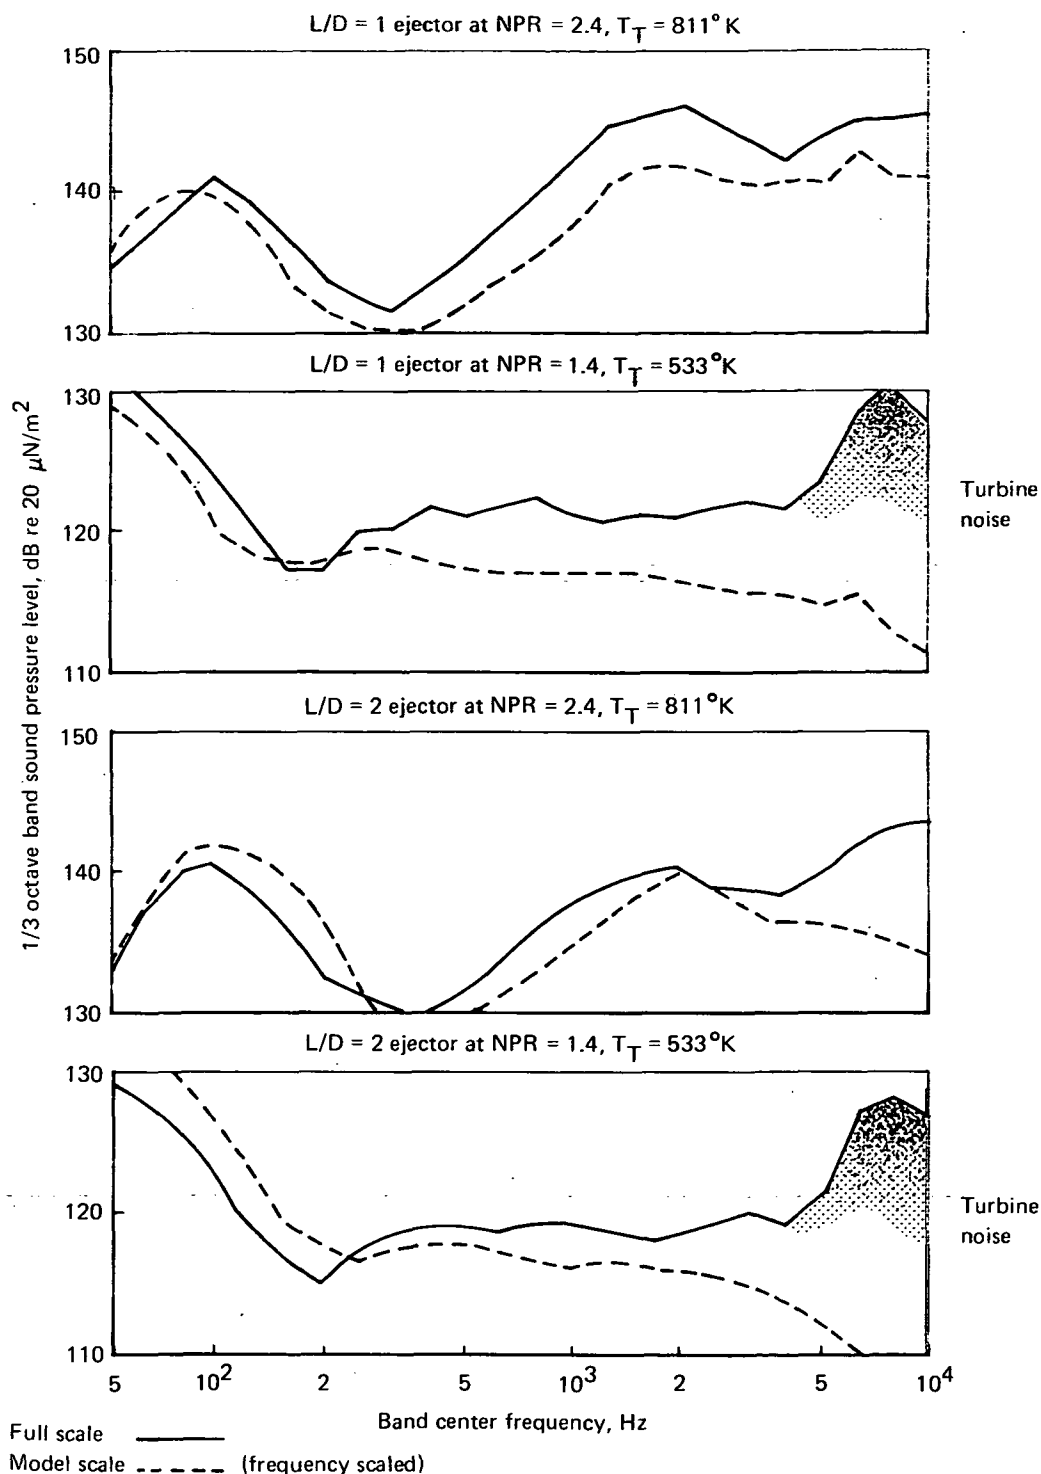 L/D = 1 ejector at NPR = 2.4, T_T = 811°K
150
140
130
L/D = 1 ejector at NPR = 1.4, T_T = 533°K
130
120
110
Turbine
noise
1/3 octave band sound pressure level, dB re 20 μN/m²
L/D = 2 ejector at NPR = 2.4, T_T = 811°K
150
140
130
L/D = 2 ejector at NPR = 1.4, T_T = 533°K
130
120
110
Turbine
noise
5 10² 2 5 10³ 2 5 10⁴
Band center frequency, Hz
Full scale
Model scale (frequency scaled)